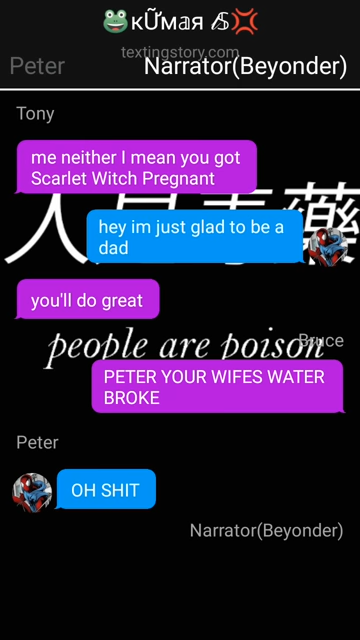 🐸кỮмαя 𝓐𝓢💢
textingstory.com
Peter
Narrator(Beyonder)
Tony
me neither I mean you got
Scarlet Witch Pregnant
hey im just glad to be a
dad
you'll do great
people are poison
Bruce
PETER YOUR WIFES WATER
BROKE
Peter
OH SHIT
Narrator(Beyonder)